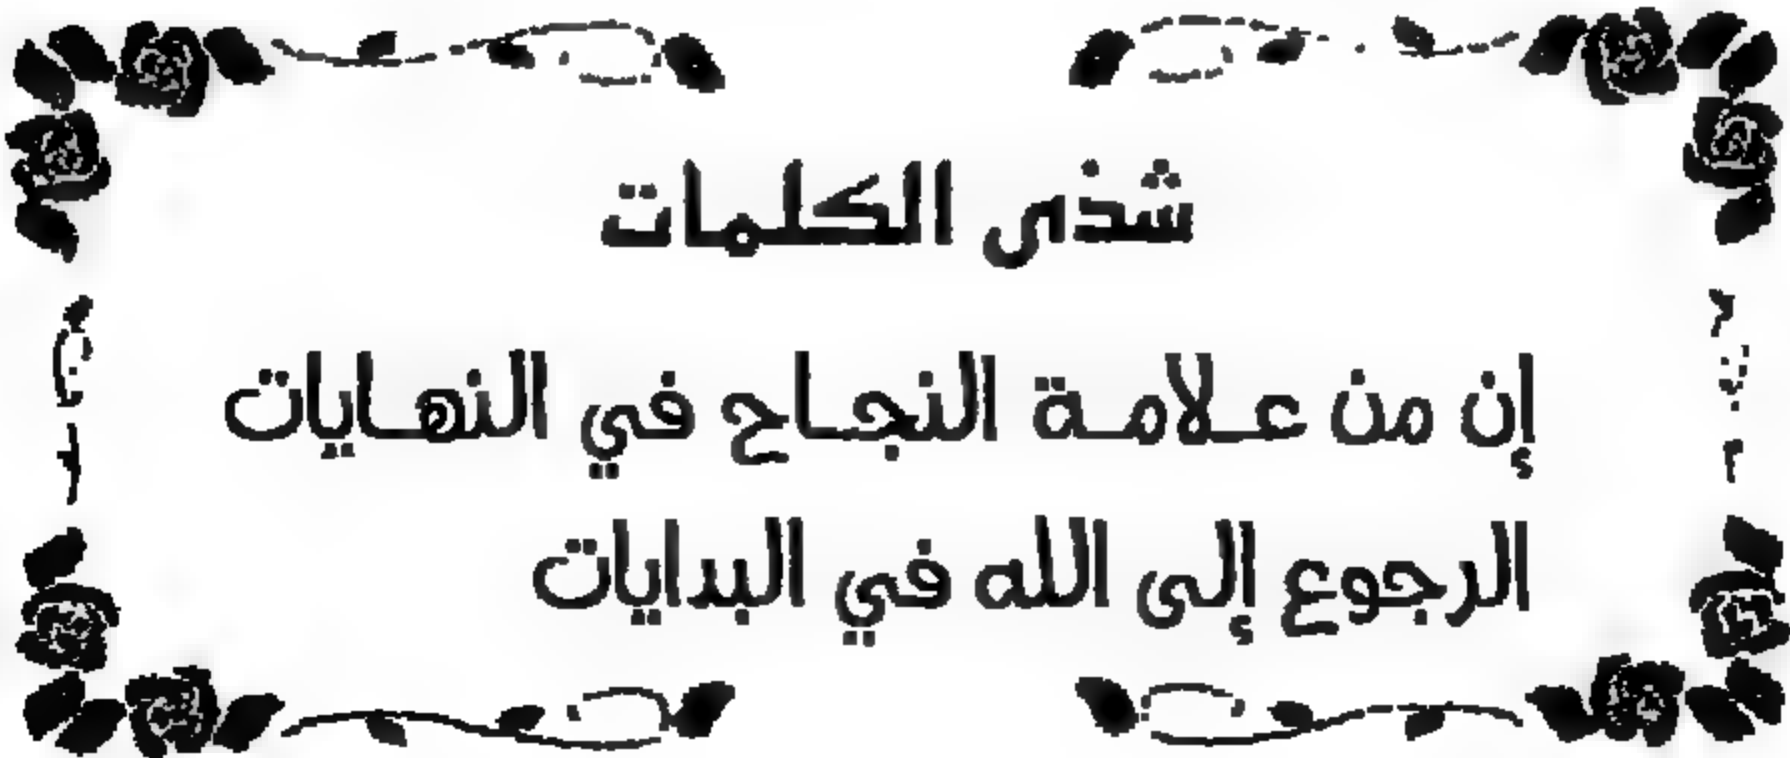 شذى الكلمات
إن من علامة النجاح في النهايات
الرجوع إلى الله في البدايات